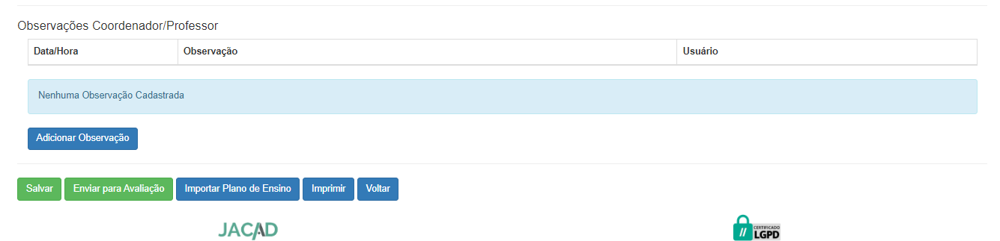 Observações Coordenador/Professor
Data/Hora Observação Usuário
Nenhuma Observação Cadastrada
Adicionar Observação
Salvar Enviar para Avaliação Importar Plano de Ensino Imprimir Voltar
JACAD
CERTIFICADO
LGPD